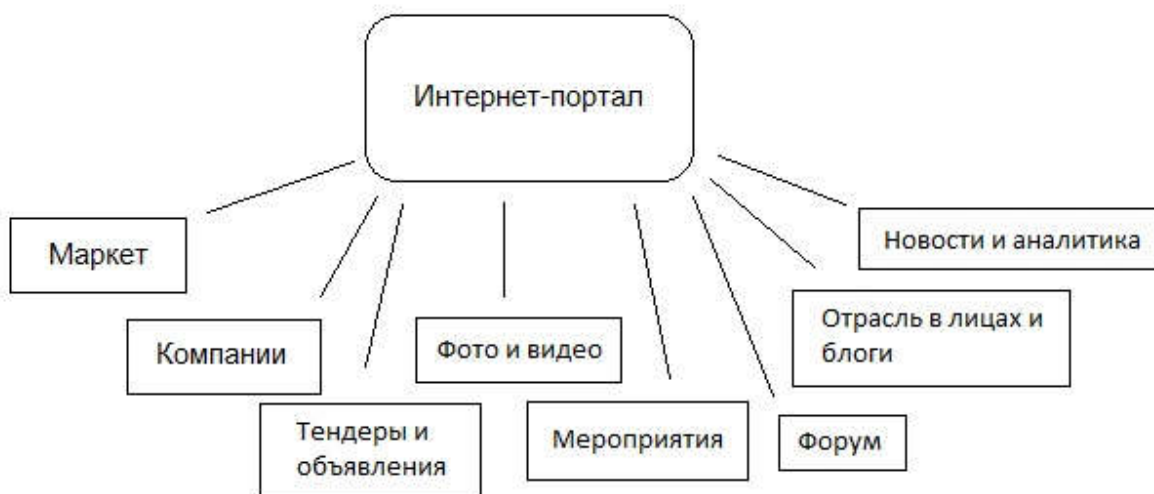 Интернет-портал
Маркет
Компании
Тендеры и
объявления
Фото и видео
Мероприятия
Форум
Отрасль в лицах и
блоги
Новости и аналитика